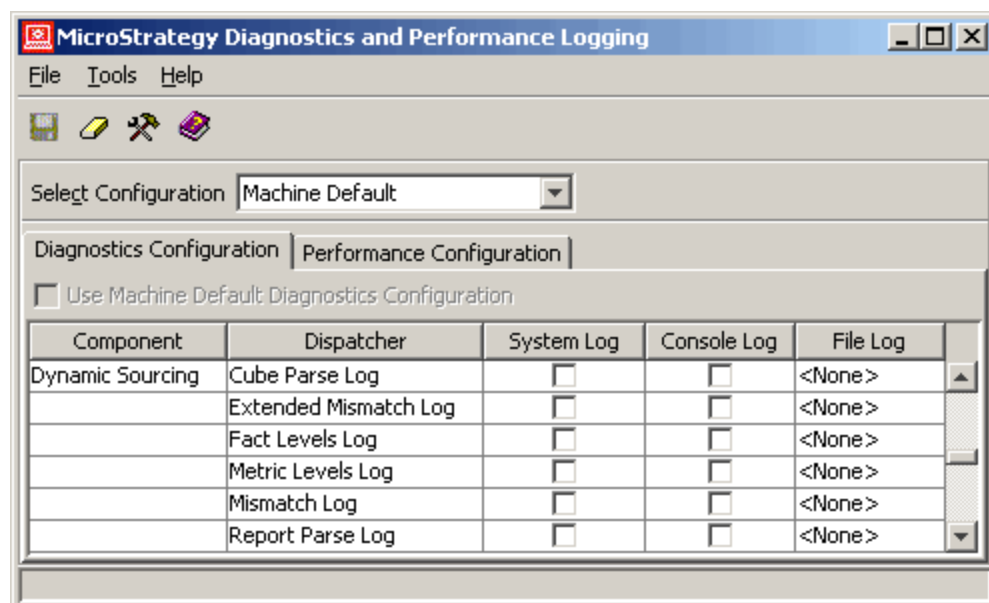 MicroStrategy Diagnostics and Performance Logging
File Tools Help
Select Configuration Machine Default
Diagnostics Configuration Performance Configuration
Use Machine Default Diagnostics Configuration
Component Dispatcher System Log Console Log File Log
Dynamic Sourcing Cube Parse Log <None>
Extended Mismatch Log <None>
Fact Levels Log <None>
Metric Levels Log <None>
Mismatch Log <None>
Report Parse Log <None>